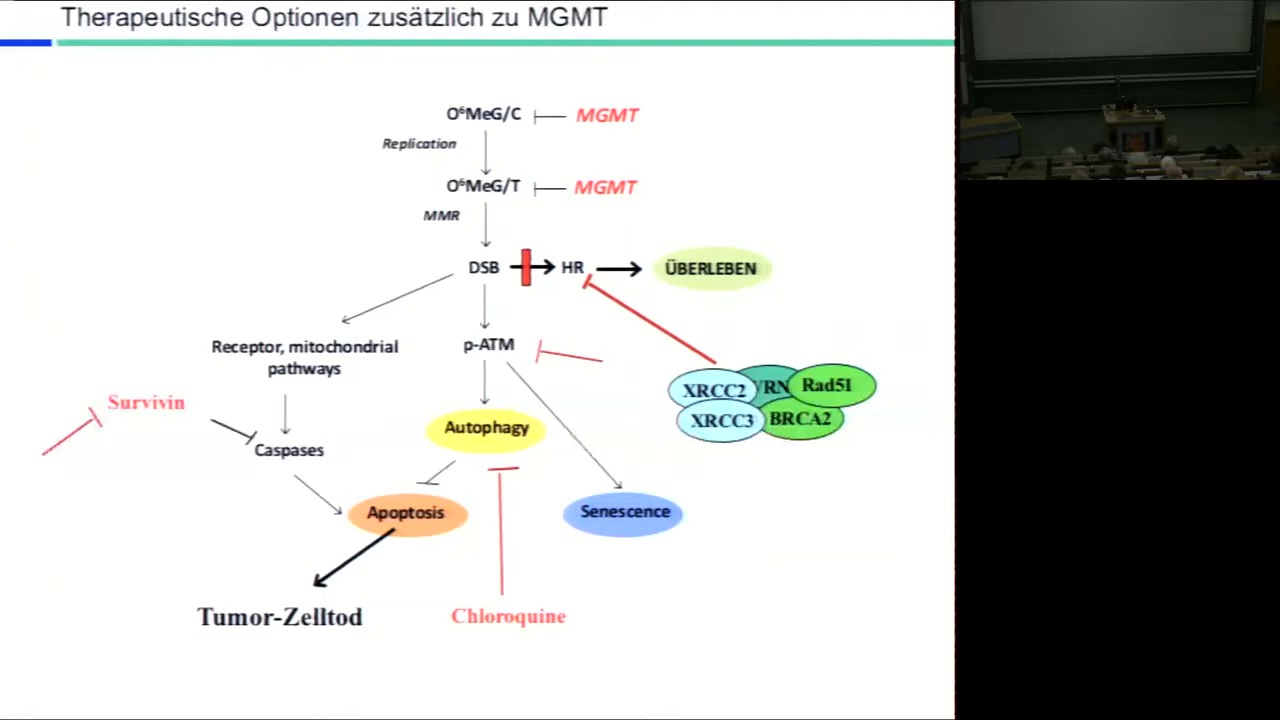 Therapeutische Optionen zusätzlich zu MGMT
O⁶MeG/C
MGMT
Replication
O⁶MeG/T
MGMT
MMR
DSB
HR
ÜBERLEBEN
Receptor, mitochondrial
pathways
p-ATM
XRCC2
WRN
Rad51
XRCC3
BRCA2
Survivin
Autophagy
Caspases
Apoptosis
Senescence
Tumor-Zelltod
Chloroquine